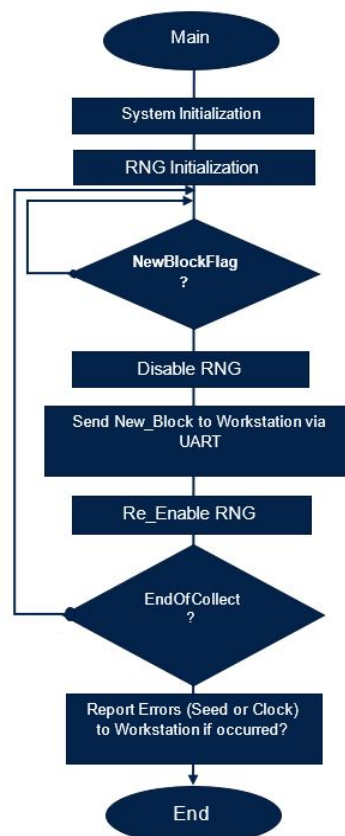 Main
System Initialization
RNG Initialization
NewBlockFlag
?
Disable RNG
Send New_Block to Workstation via
UART
Re_Enable RNG
EndOfCollect
?
Report Errors (Seed or Clock)
to Workstation if occurred?
End